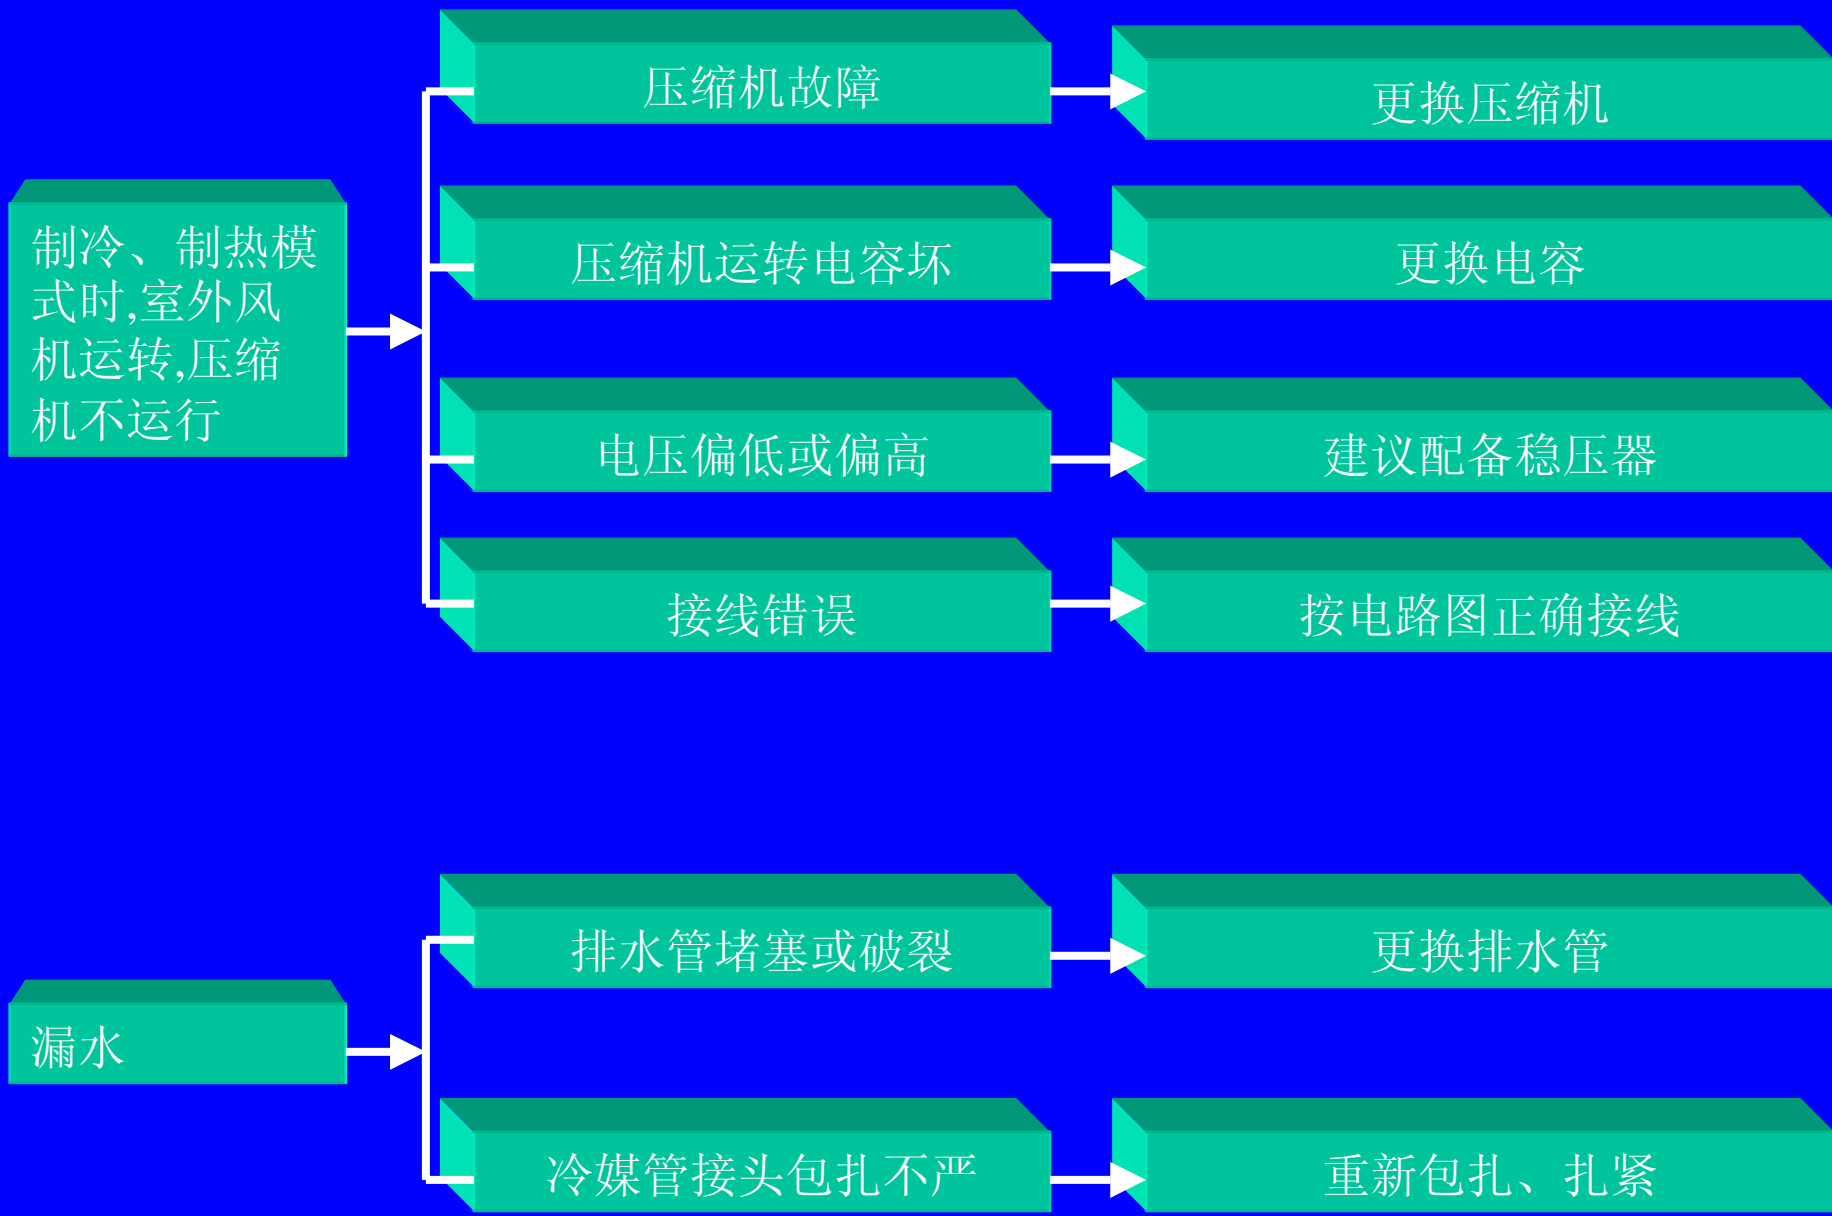 压缩机故障
更换压缩机
制冷、制热模
式时,室外风
机运转,压缩
机不运行
压缩机运转电容坏
更换电容
电压偏低或偏高
建议配备稳压器
接线错误
按电路图正确接线
排水管堵塞或破裂
更换排水管
漏水
冷媒管接头包扎不严
重新包扎、扎紧